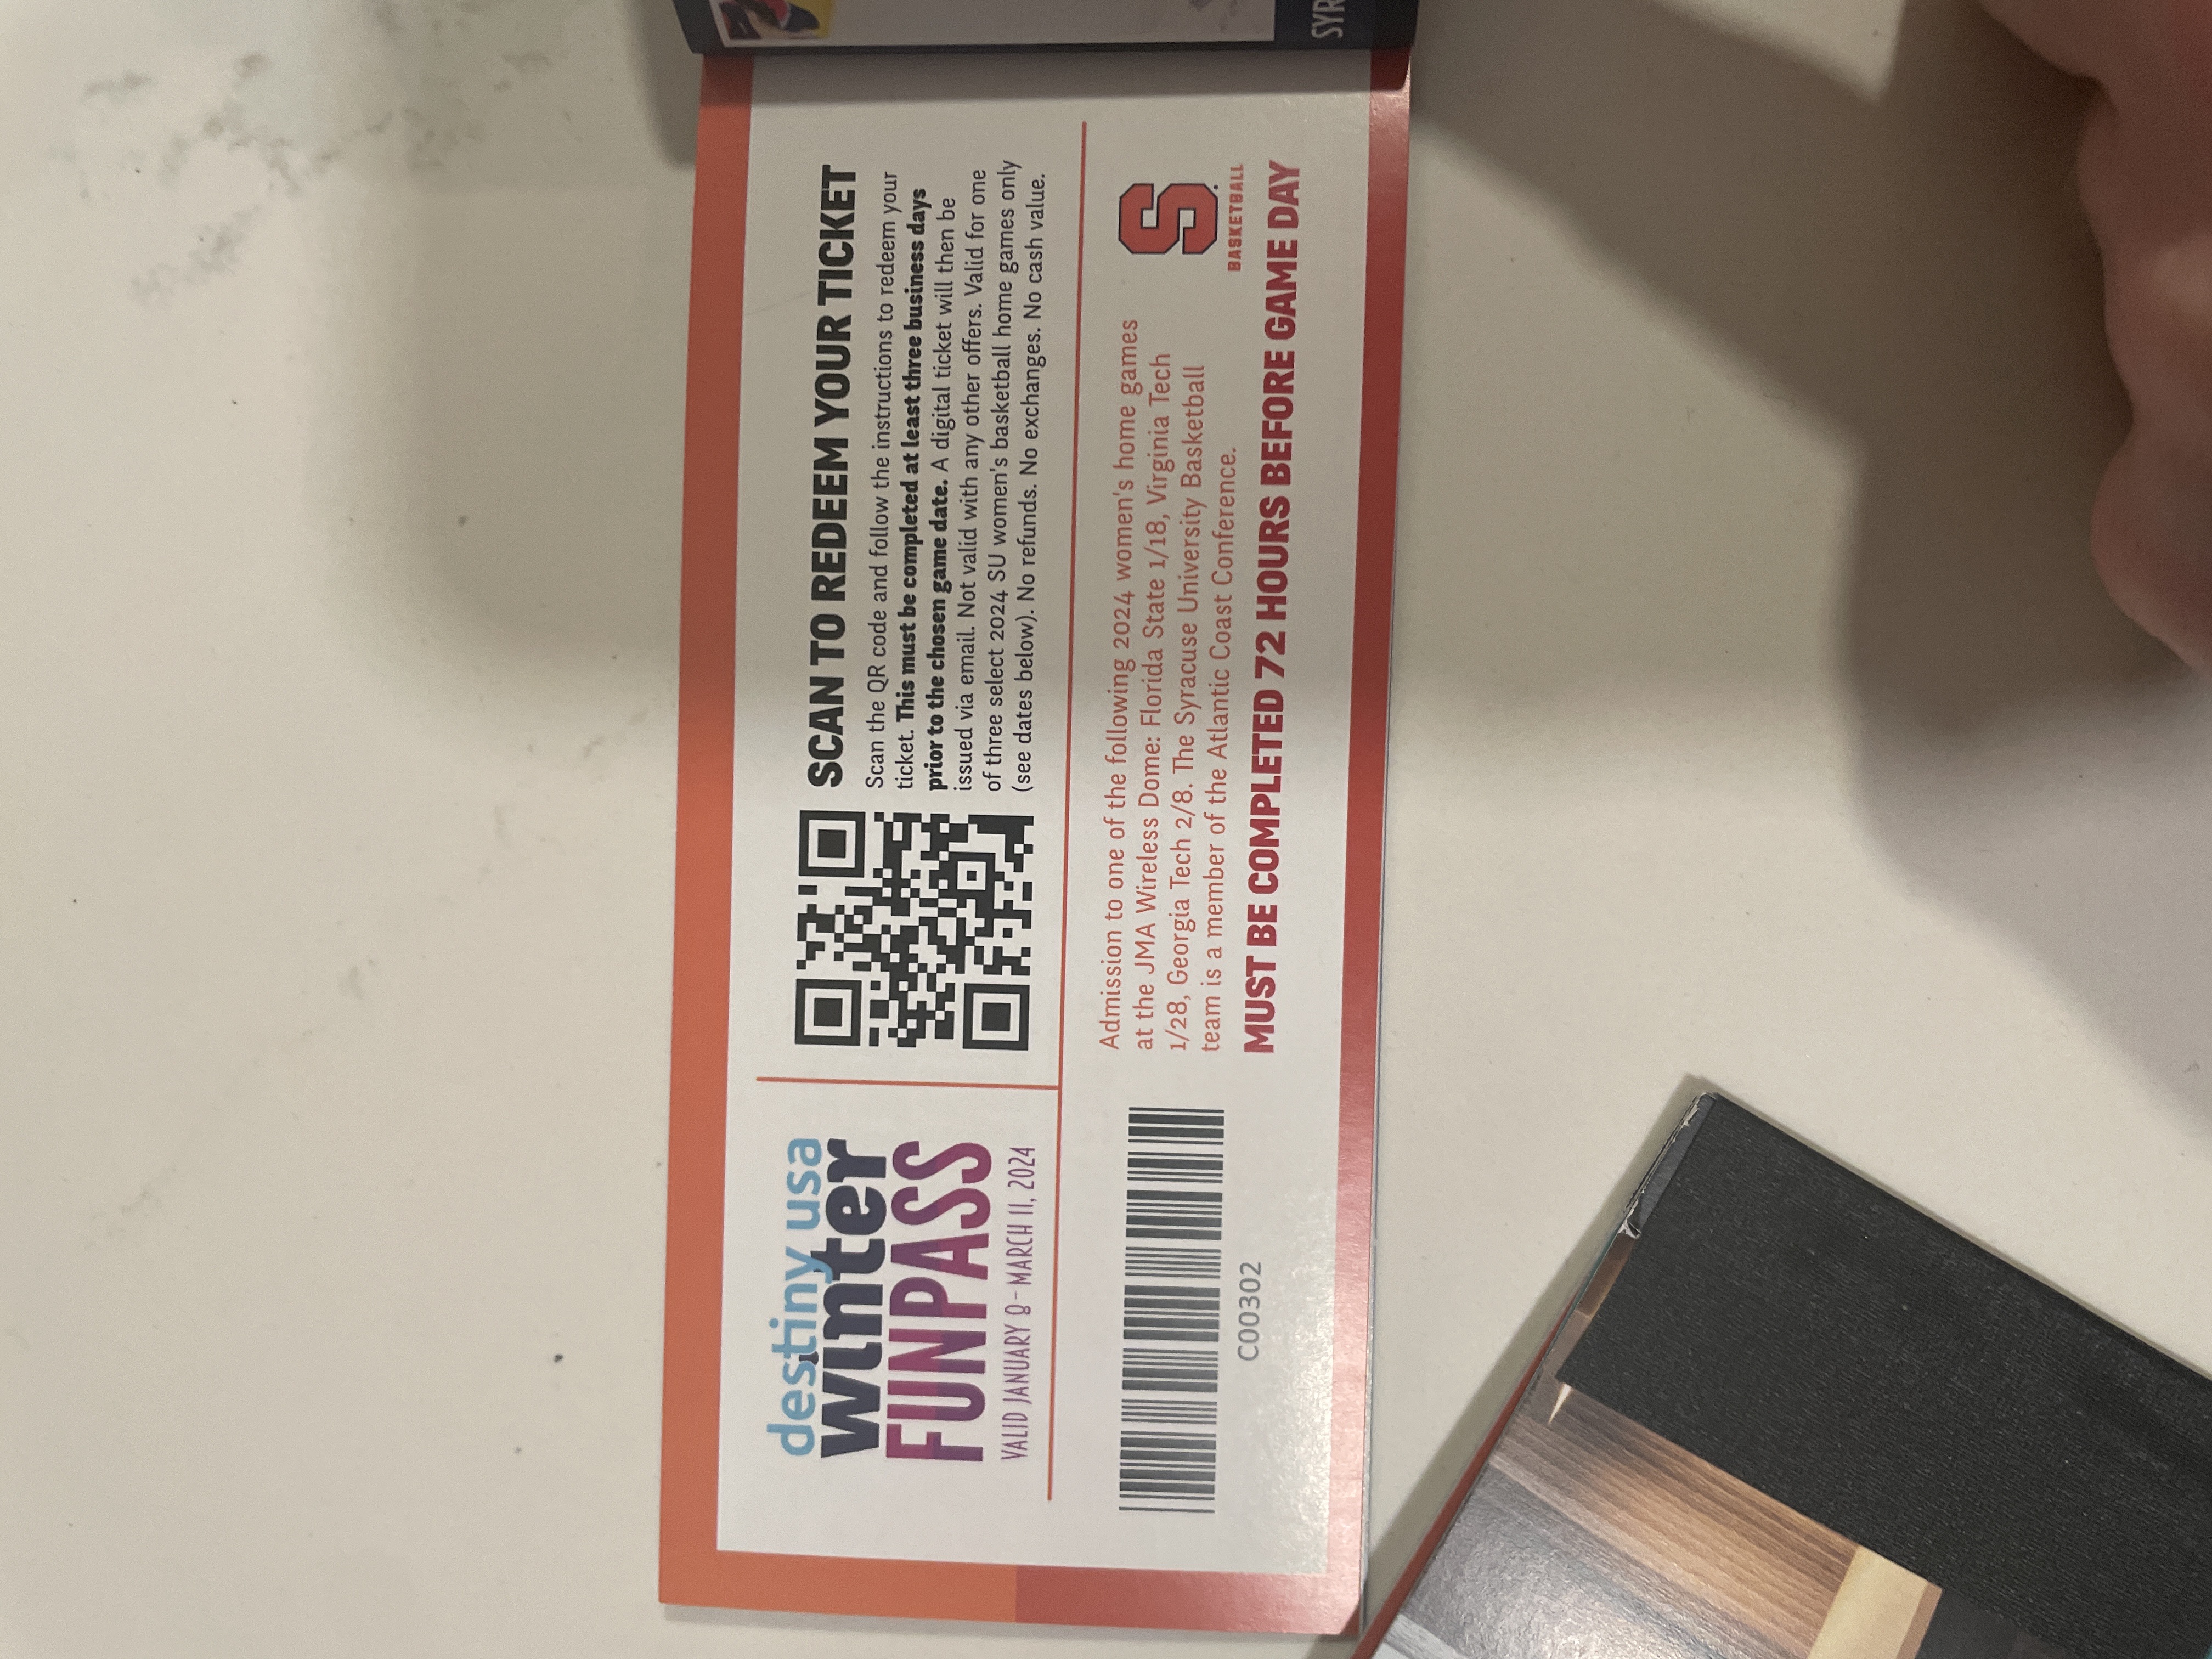 destiny usa
winter
FUNPASS
VALID JANUARY 8 - MARCH 11, 2024
SCAN TO REDEEM YOUR TICKET
Scan the QR code and follow the instructions to redeem your
ticket. This must be completed at least three business days
prior to the chosen game date. A digital ticket will then be
issued via email. Not valid with any other offers. Valid for one
of three select 2024 SU women's basketball home games only
(see dates below). No refunds. No exchanges. No cash value.
C00302
Admission to one of the following 2024 women's home games
at the JMA Wireless Dome: Florida State 1/18, Virginia Tech
1/28, Georgia Tech 2/8. The Syracuse University Basketball
team is a member of the Atlantic Coast Conference.
MUST BE COMPLETED 72 HOURS BEFORE GAME DAY
S
BASKETBALL
SYR